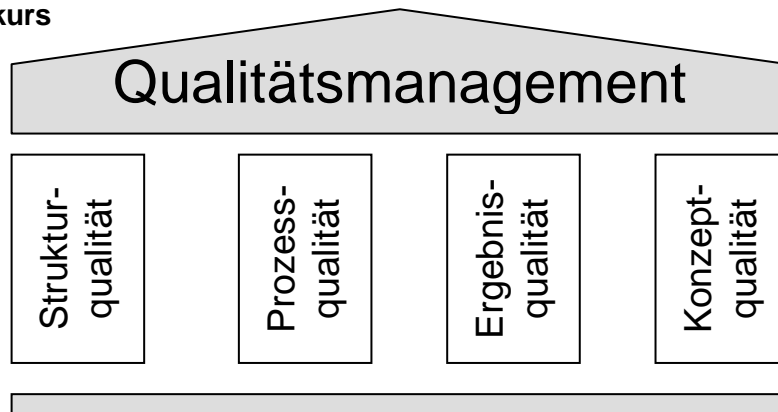 kurs
Qualitätsmanagement
Struktur-
qualität
Prozess-
qualität
Ergebnis-
qualität
Konzept-
qualität